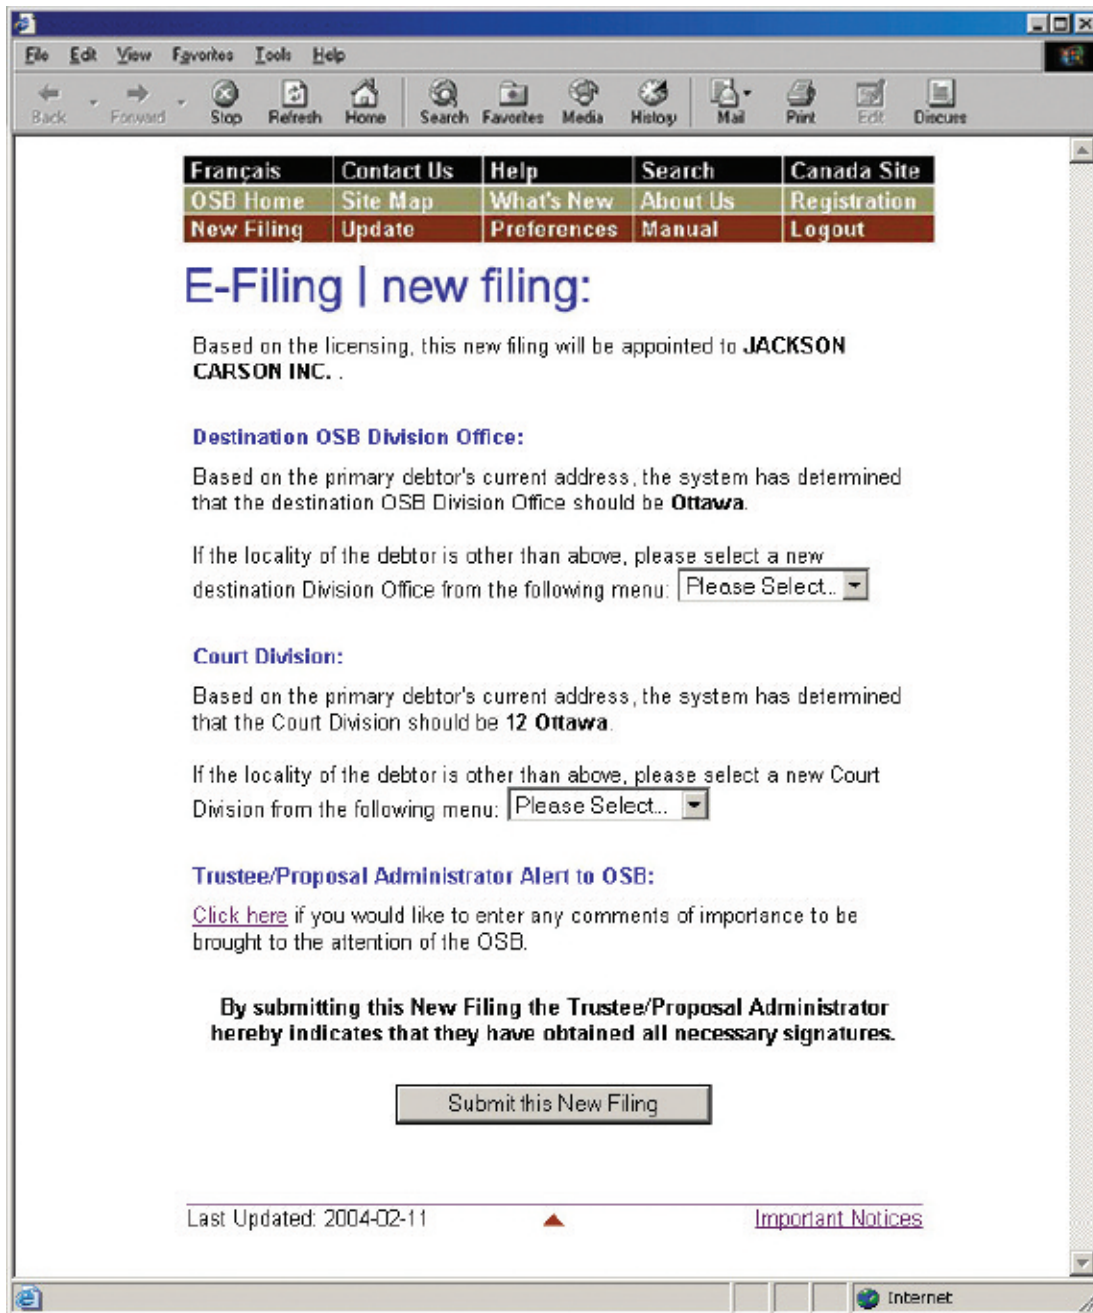 File Edit View Favorites Tools Help
Back Forward Stop Refresh Home Search Favorites Media History Mail Print Edit Discuss
Français Contact Us Help Search Canada Site
OSB Home Site Map What's New About Us Registration
New Filing Update Preferences Manual Logout
E-Filing | new filing:
Based on the licensing, this new filing will be appointed to JACKSON
CARSON INC. .
Destination OSB Division Office:
Based on the primary debtor's current address, the system has determined
that the destination OSB Division Office should be Ottawa.
If the locality of the debtor is other than above, please select a new
destination Division Office from the following menu: Please Select...
Court Division:
Based on the primary debtor's current address, the system has determined
that the Court Division should be 12 Ottawa.
If the locality of the debtor is other than above, please select a new Court
Division from the following menu: Please Select...
Trustee/Proposal Administrator Alert to OSB:
Click here if you would like to enter any comments of importance to be
brought to the attention of the OSB.
By submitting this New Filing the Trustee/Proposal Administrator
hereby indicates that they have obtained all necessary signatures.
Submit this New Filing
Last Updated: 2004-02-11 Important Notices
Internet